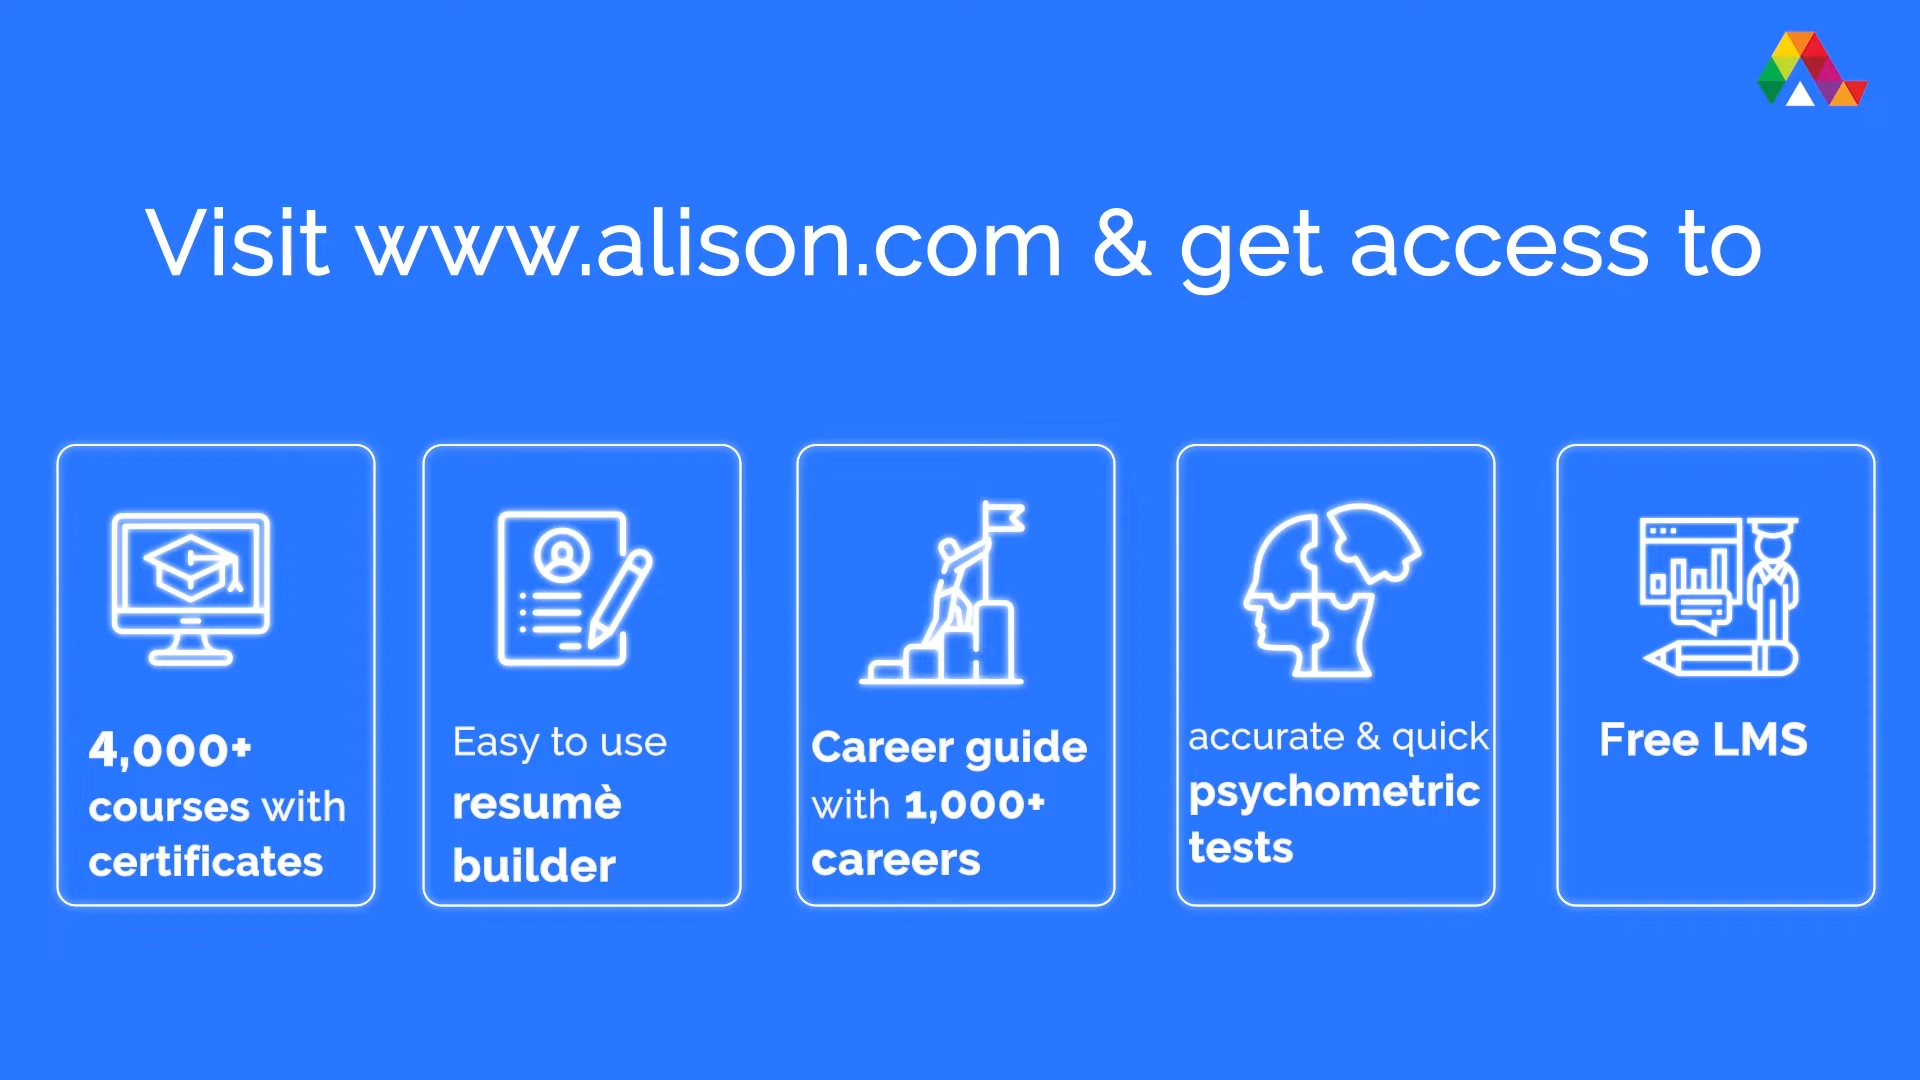 Visit www.alison.com & get access to
4,000+
courses with
certificates
Easy to use
resumè
builder
Career guide
with 1,000+
careers
accurate & quick
psychometric
tests
Free LMS